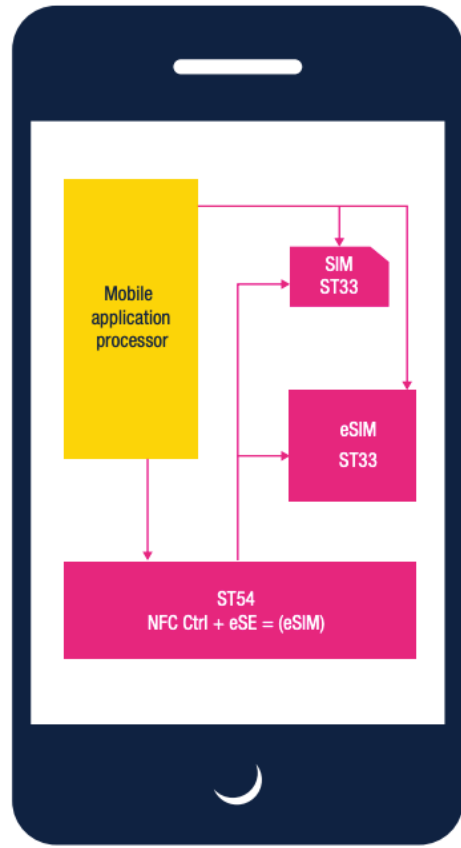 Mobile
application
processor
SIM
ST33
eSIM
ST33
ST54
NFC Ctrl + eSE = (eSIM)